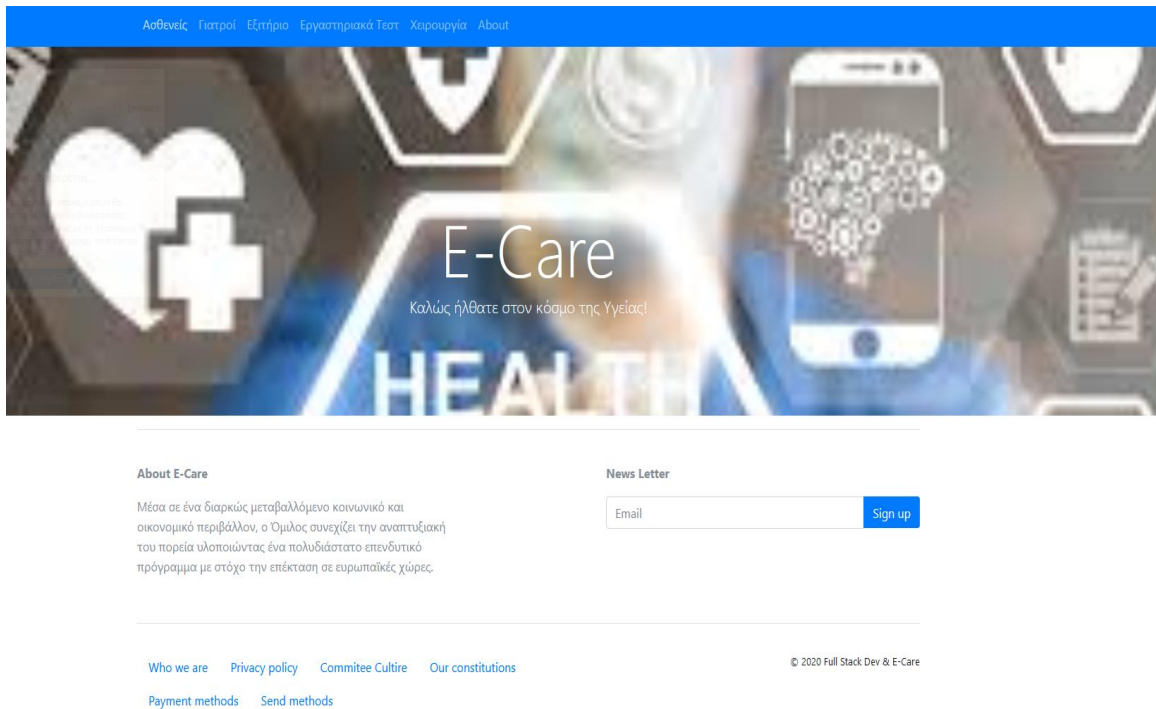 Ασθενείς Γιατροί Εξιτήριο Εργαστηριακά Τεστ Χειρουργία About
E-Care
Καλώς ήλθατε στον κόσμο της Υγείας!
HEALTH
About E-Care
Μέσα σε ένα διαρκώς μεταβαλλόμενο κοινωνικό και
οικονομικό περιβάλλον, ο Όμιλος συνεχίζει την αναπτυξιακή
του πορεία υλοποιώντας ένα πολυδιάστατο επενδυτικό
πρόγραμμα με στόχο την επέκταση σε ευρωπαϊκές χώρες.
News Letter
Email
Sign up
Who we are Privacy policy Commitee Cultire Our constitutions
Payment methods Send methods
© 2020 Full Stack Dev & E-Care